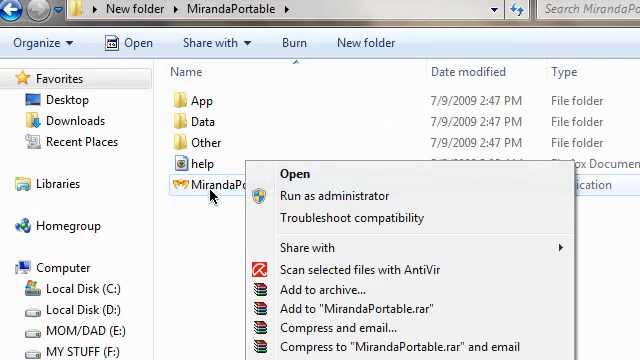 New folder ▸ MirandaPortable ▸ Search MirandaPo
Organize ▾ Open Share with ▾ Burn New folder
Favorites Name Date modified Type
Desktop App 7/9/2009 2:47 PM File folder
Downloads Data 7/9/2009 2:47 PM File folder
Recent Places Other 7/9/2009 2:47 PM File folder
help
Libraries MirandaPo
Homegroup
Computer
Local Disk (C:)
Local Disk (D:)
MOM/DAD (E:)
MY STUFF (F:)
Open
Run as administrator
Troubleshoot compatibility
Share with
Scan selected files with AntiVir
Add to archive...
Add to "MirandaPortable.rar"
Compress and email...
Compress to "MirandaPortable.rar" and email